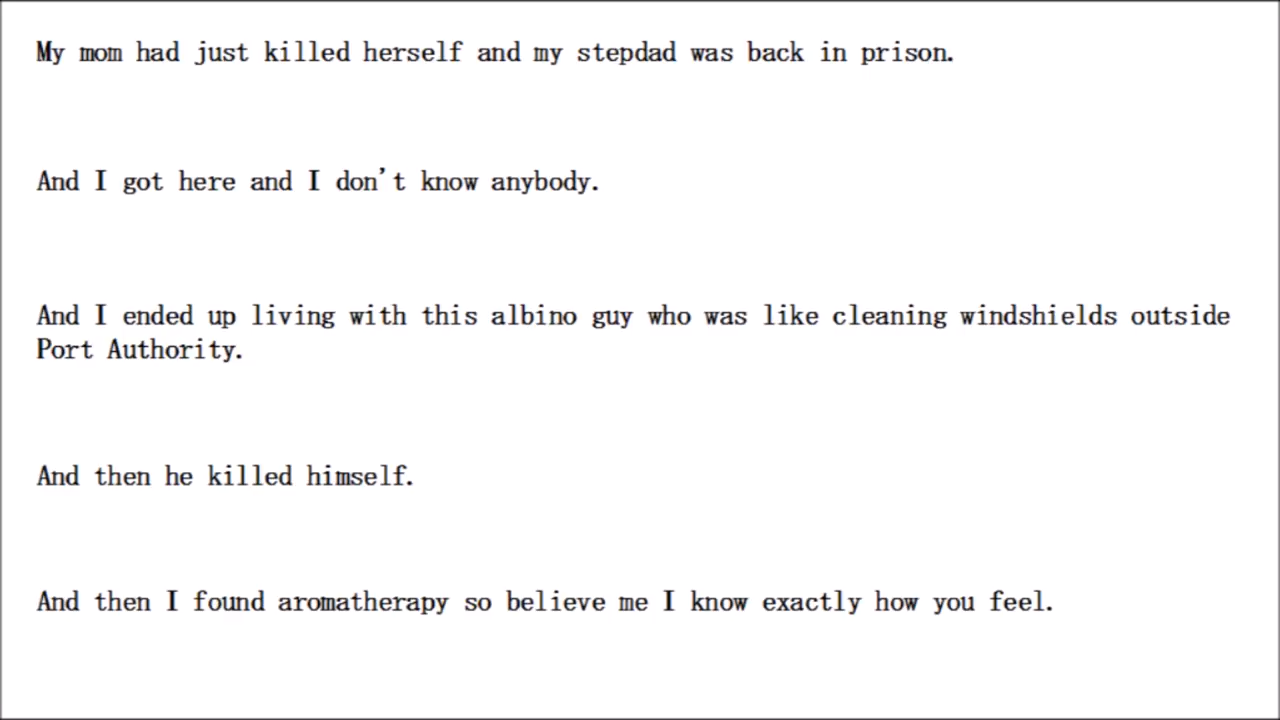 My mom had just killed herself and my stepdad was back in prison.
And I got here and I don't know anybody.
And I ended up living with this albino guy who was like cleaning windshields outside
Port Authority.
And then he killed himself.
And then I found aromatherapy so believe me I know exactly how you feel.